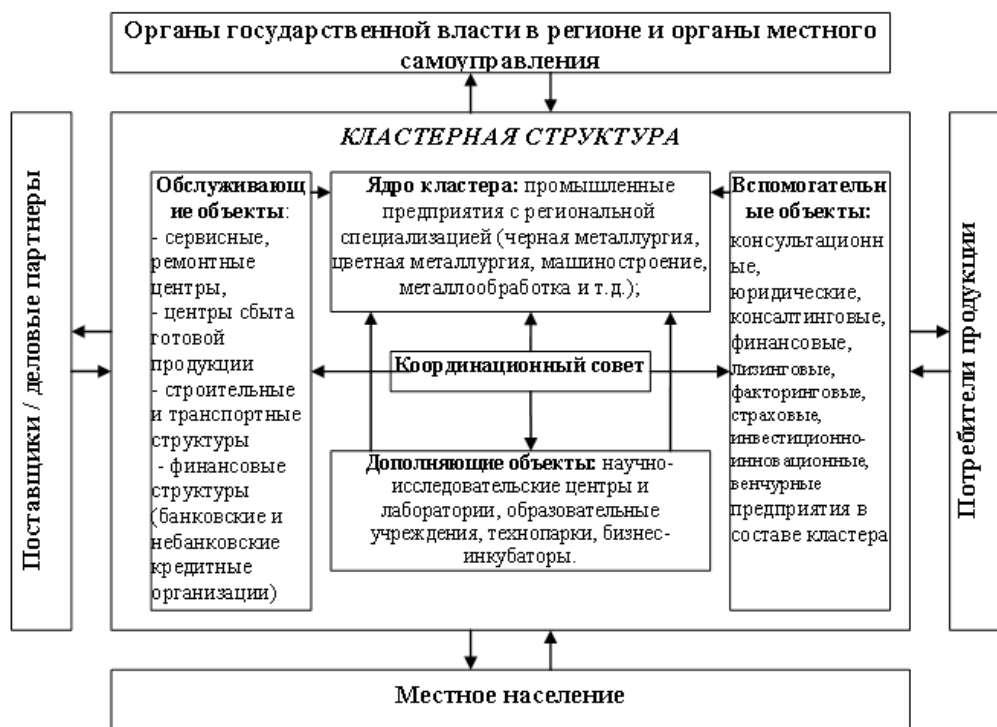 Органы государственной власти в регионе и органы местного
самоуправления
Поставщики / деловые партнеры
КЛАСТЕРНАЯ СТРУКТУРА
Обслуживающ
ие объекты:
- сервисные,
ремонтные
центры,
- центры сбыта
готовой
продукции
- строительные
и транспортные
структуры
- финансовые
структуры
(банковские и
небанковские
кредитные
организации)
Ядро кластера: промышленные
предприятия с региональной
специализацией (черная металлургия,
цветная металлургия, машиностроение,
металлообработка и т.д.);
Координационный совет
Дополняющие объекты: научно-
исследовательские центры и
лаборатории, образовательные
учреждения, технопарки, бизнес-
инкубаторы.
Вспомогательн
ые объекты:
консультационн
ые,
юридические,
консалтинговые,
финансовые,
лизинговые,
факторинговые,
страховые,
инвестиционно-
инновационные,
венчурные
предприятия в
составе кластера
Потребители продукции
Местное население